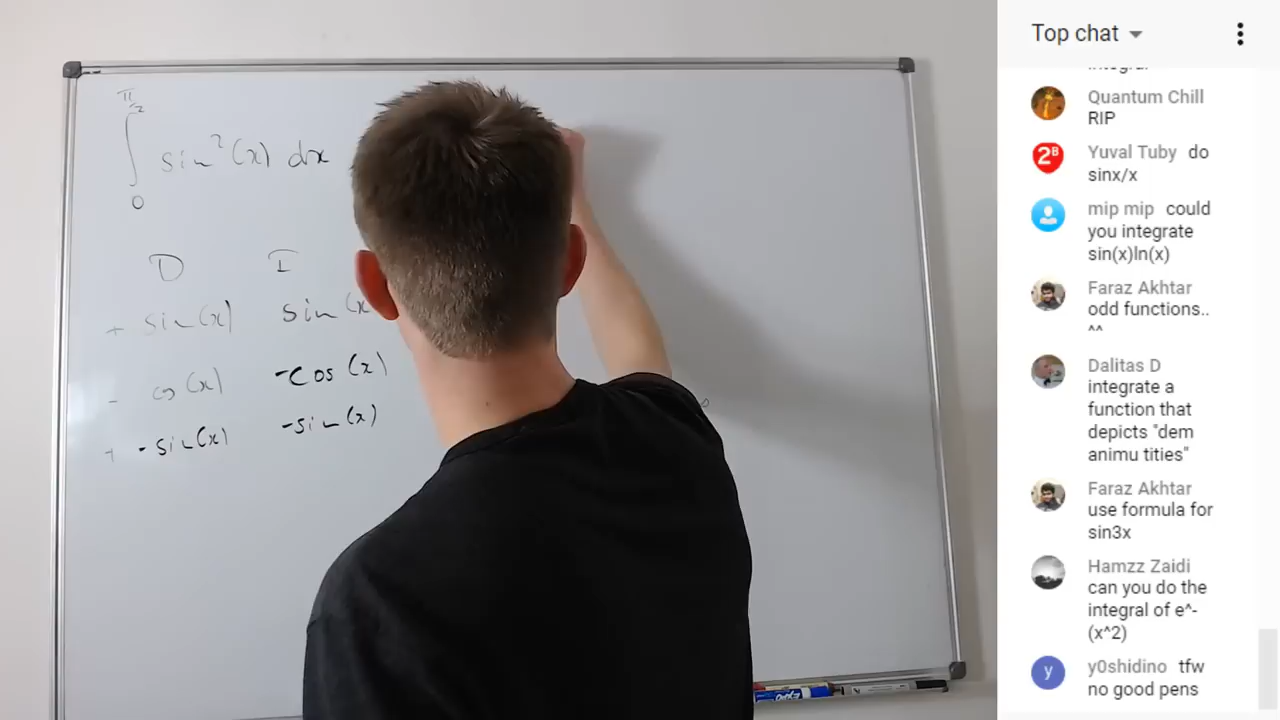 π/2
∫ sin²(x) dx
0
D I
+ sin(x) sin(x
- cos(x) -cos(x)
+ -sin(x) -sin(x)
Top chat
Quantum Chill
RIP
Yuval Tuby do
sinx/x
mip mip could
you integrate
sin(x)ln(x)
Faraz Akhtar
odd functions..
^^
Dalitas D
integrate a
function that
depicts "dem
animu tities"
Faraz Akhtar
use formula for
sin3x
Hamzz Zaidi
can you do the
integral of e^-
(x^2)
y0shidino tfw
no good pens